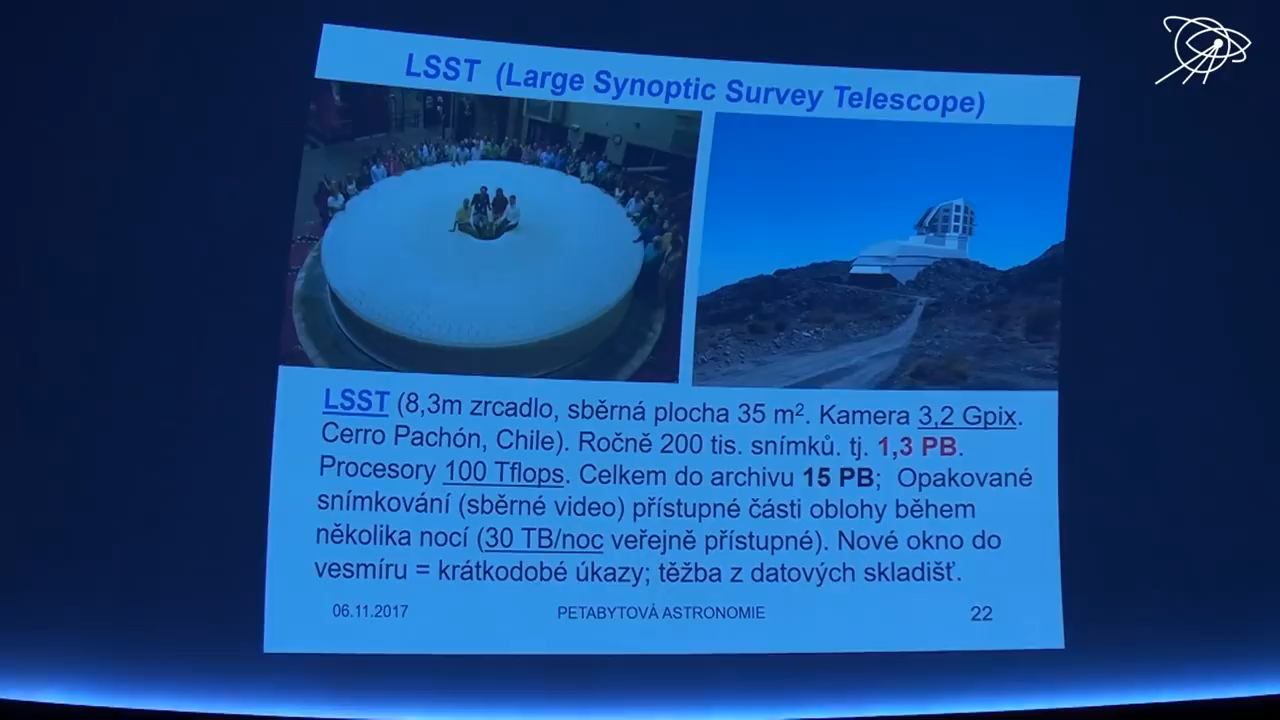 LSST (Large Synoptic Survey Telescope)
LSST (8,3m zrcadlo, sběrná plocha 35 m². Kamera 3,2 Gpix.
Cerro Pachón, Chile). Ročně 200 tis. snímků. tj. 1,3 PB.
Procesory 100 Tflops. Celkem do archivu 15 PB; Opakované
snímkování (sběrné video) přístupné části oblohy během
několika nocí (30 TB/noc veřejně přístupné). Nové okno do
vesmíru = krátkodobé úkazy; těžba z datových skladišť.
06.11.2017 PETABYTOVÁ ASTRONOMIE 22